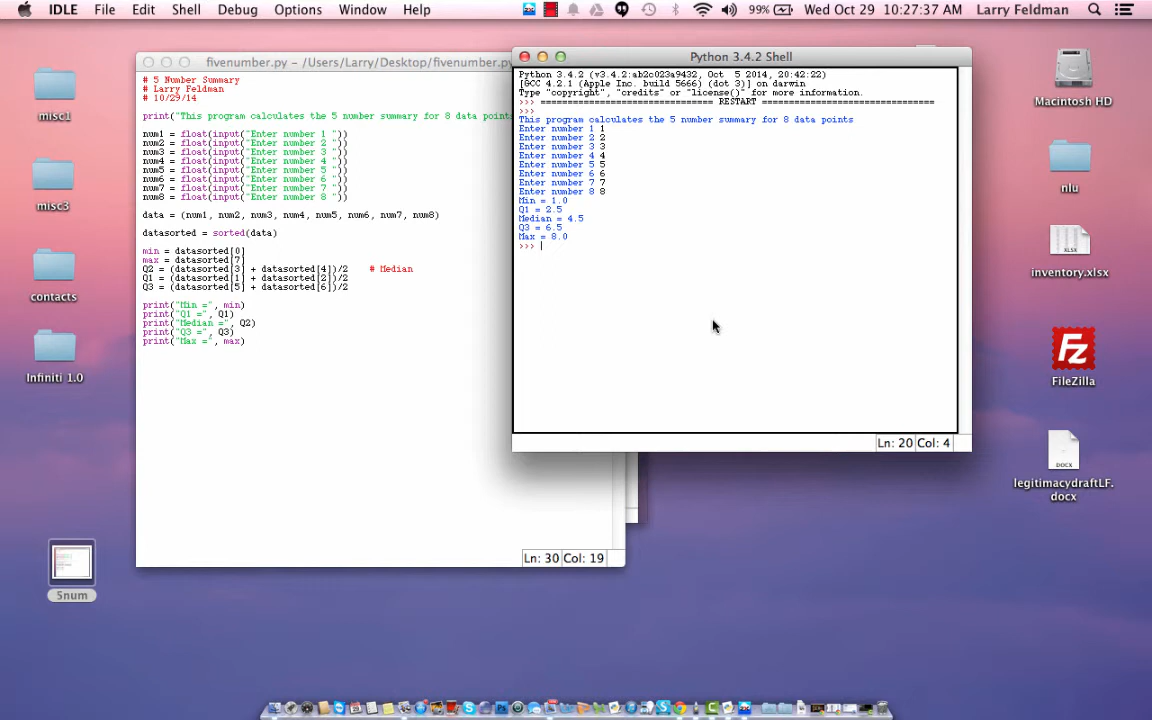 IDLE File Edit Shell Debug Options Window Help 99% Wed Oct 29 10:27:37 AM Larry Feldman
fivenumber.py - /Users/Larry/Desktop/fivenumber.py
# 5 Number Summary
# Larry Feldman
# 10/29/14
print("This program calculates the 5 number summary for 8 data points
num1 = float(input("Enter number 1 "))
num2 = float(input("Enter number 2 "))
num3 = float(input("Enter number 3 "))
num4 = float(input("Enter number 4 "))
num5 = float(input("Enter number 5 "))
num6 = float(input("Enter number 6 "))
num7 = float(input("Enter number 7 "))
num8 = float(input("Enter number 8 "))
data = (num1, num2, num3, num4, num5, num6, num7, num8)
datasorted = sorted(data)
min = datasorted[0]
max = datasorted[7]
Q2 = (datasorted[3] + datasorted[4])/2 # Median
Q1 = (datasorted[1] + datasorted[2])/2
Q3 = (datasorted[5] + datasorted[6])/2
print("Min =", min)
print("Q1 =", Q1)
print("Median =", Q2)
print("Q3 =", Q3)
print("Max =", max)
Ln: 30 Col: 19
Python 3.4.2 Shell
Python 3.4.2 (v3.4.2:ab2c023a9432, Oct 5 2014, 20:42:22)
[GCC 4.2.1 (Apple Inc. build 5666) (dot 3)] on darwin
Type "copyright", "credits" or "license()" for more information.
>>> ================================ RESTART ================================
>>>
This program calculates the 5 number summary for 8 data points
Enter number 1 1
Enter number 2 2
Enter number 3 3
Enter number 4 4
Enter number 5 5
Enter number 6 6
Enter number 7 7
Enter number 8 8
Min = 1.0
Q1 = 2.5
Median = 4.5
Q3 = 6.5
Max = 8.0
>>>
Ln: 20 Col: 4
misc1
misc3
contacts
Infiniti 1.0
5num
Macintosh HD
nlu
XLSX
inventory.xlsx
Fz
FileZilla
DOCX
legitimacydraftLF.
docx